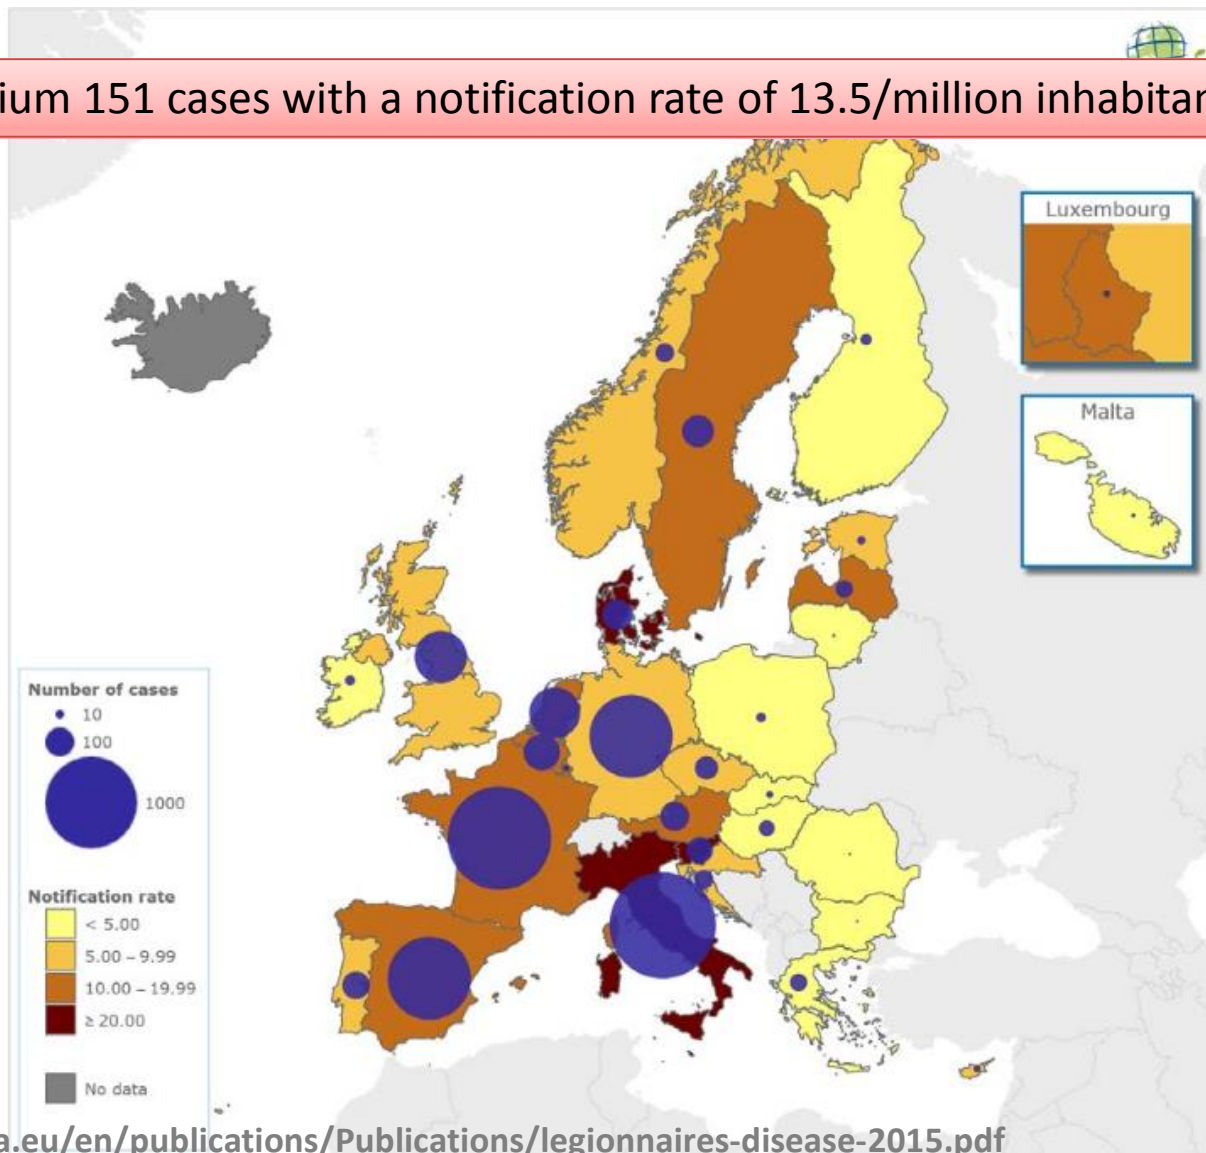 ium 151 cases with a notification rate of 13.5/million inhabitan
Luxembourg
Malta
Number of cases
10
100
1000
Notification rate
< 5.00
5.00 – 9.99
10.00 – 19.99
≥ 20.00
No data
a.eu/en/publications/Publications/legionnaires-disease-2015.pdf